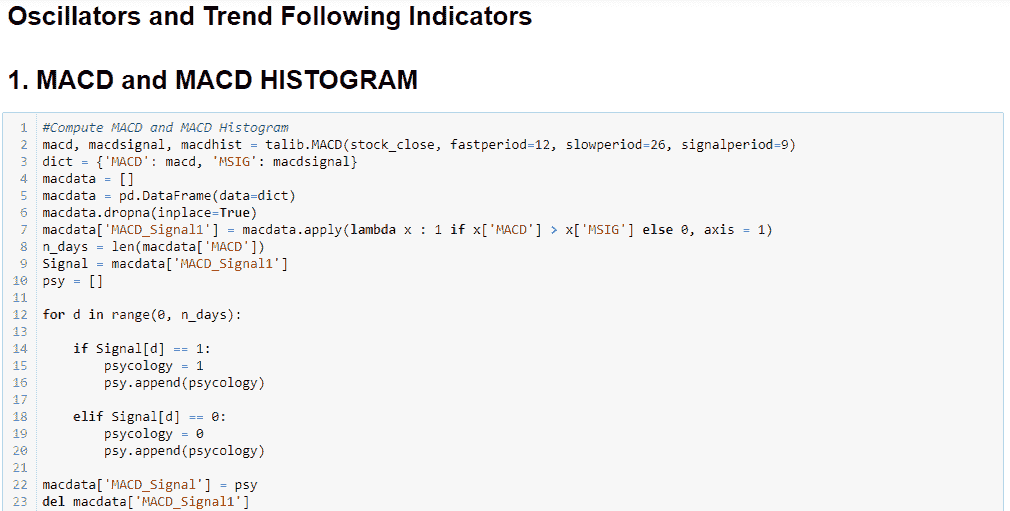 Oscillators and Trend Following Indicators
1. MACD and MACD HISTOGRAM
1 #Compute MACD and MACD Histogram
2 macd, macdsignal, macdhist = talib.MACD(stock_close, fastperiod=12, slowperiod=26, signalperiod=9)
3 dict = {'MACD': macd, 'MSIG': macdsignal}
4 macdata = []
5 macdata = pd.DataFrame(data=dict)
6 macdata.dropna(inplace=True)
7 macdata['MACD_Signal1'] = macdata.apply(lambda x : 1 if x['MACD'] > x['MSIG'] else 0, axis = 1)
8 n_days = len(macdata['MACD'])
9 Signal = macdata['MACD_Signal1']
10 psy = []
11
12 for d in range(0, n_days):
13
14     if Signal[d] == 1:
15         psycology = 1
16         psy.append(psycology)
17
18     elif Signal[d] == 0:
19         psycology = 0
20         psy.append(psycology)
21
22 macdata['MACD_Signal'] = psy
23 del macdata['MACD_Signal1']